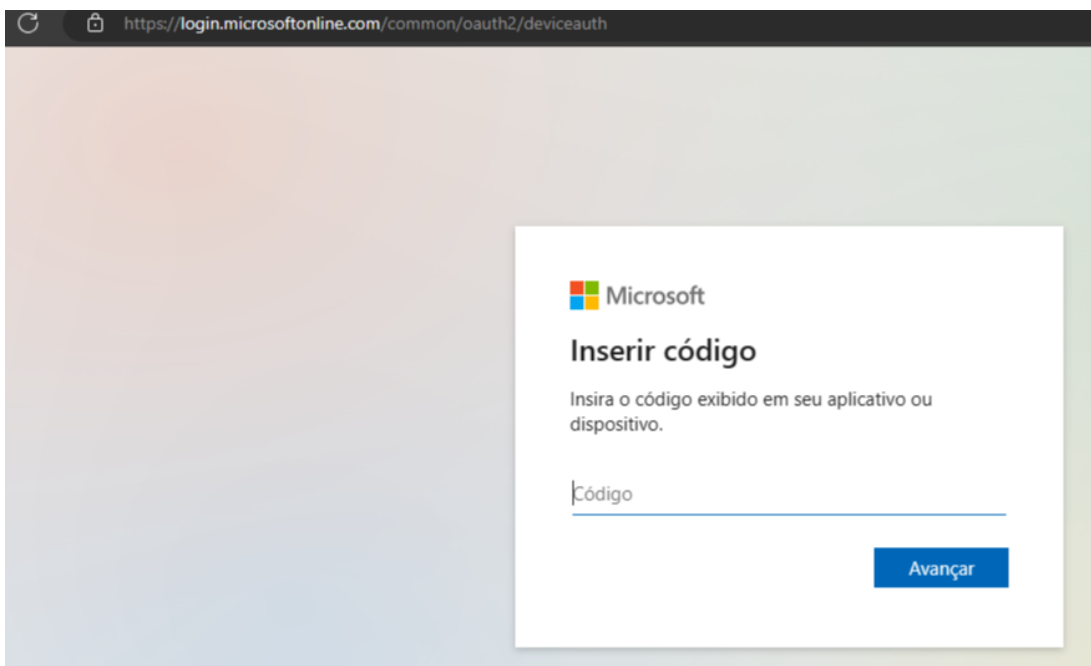 https://login.microsoftonline.com/common/oauth2/deviceauth
Microsoft
Inserir código
Insira o código exibido em seu aplicativo ou
dispositivo.
Código
Avançar